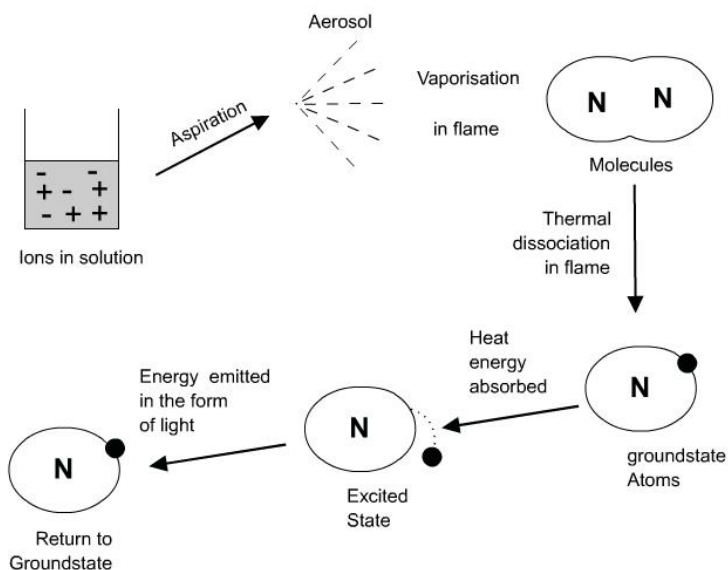 Aerosol
Aspiration
Vaporisation
in flame
N N
Molecules
- -
+ - +
- + +
Ions in solution
Thermal
dissociation
in flame
N
groundstate
Atoms
Heat
energy
absorbed
N
Excited
State
Energy emitted
in the form
of light
N
Return to
Groundstate